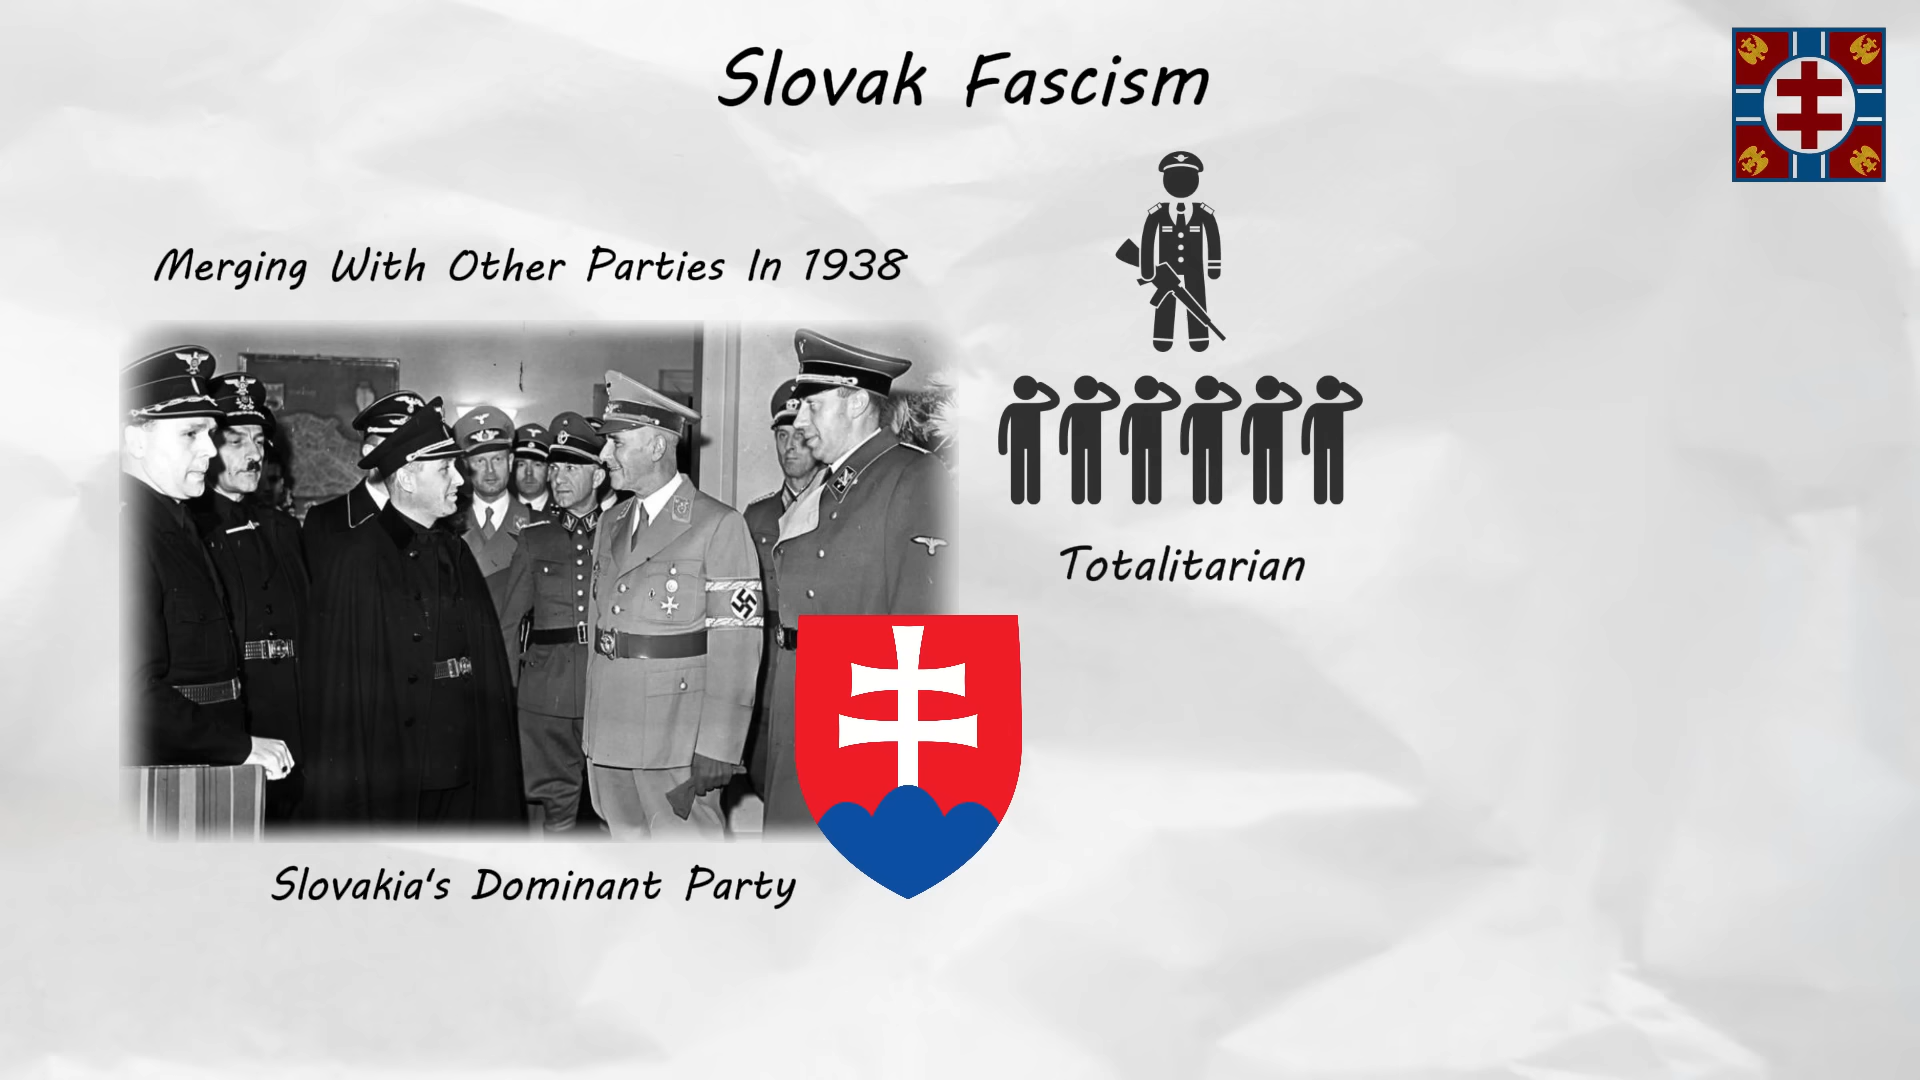 Slovak Fascism
Merging With Other Parties In 1938
Totalitarian
Slovakia's Dominant Party